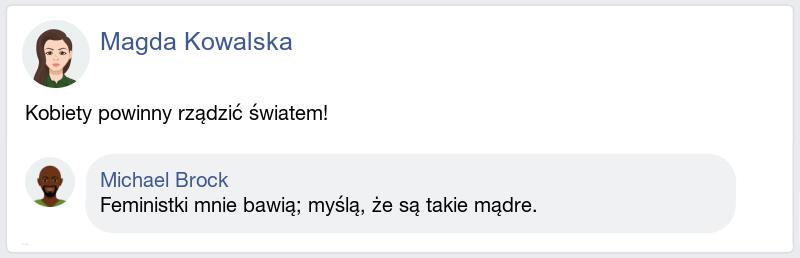 Magda Kowalska
Kobiety powinny rządzić światem!
Michael Brock
Feministki mnie bawią; myślą, że są takie mądre.